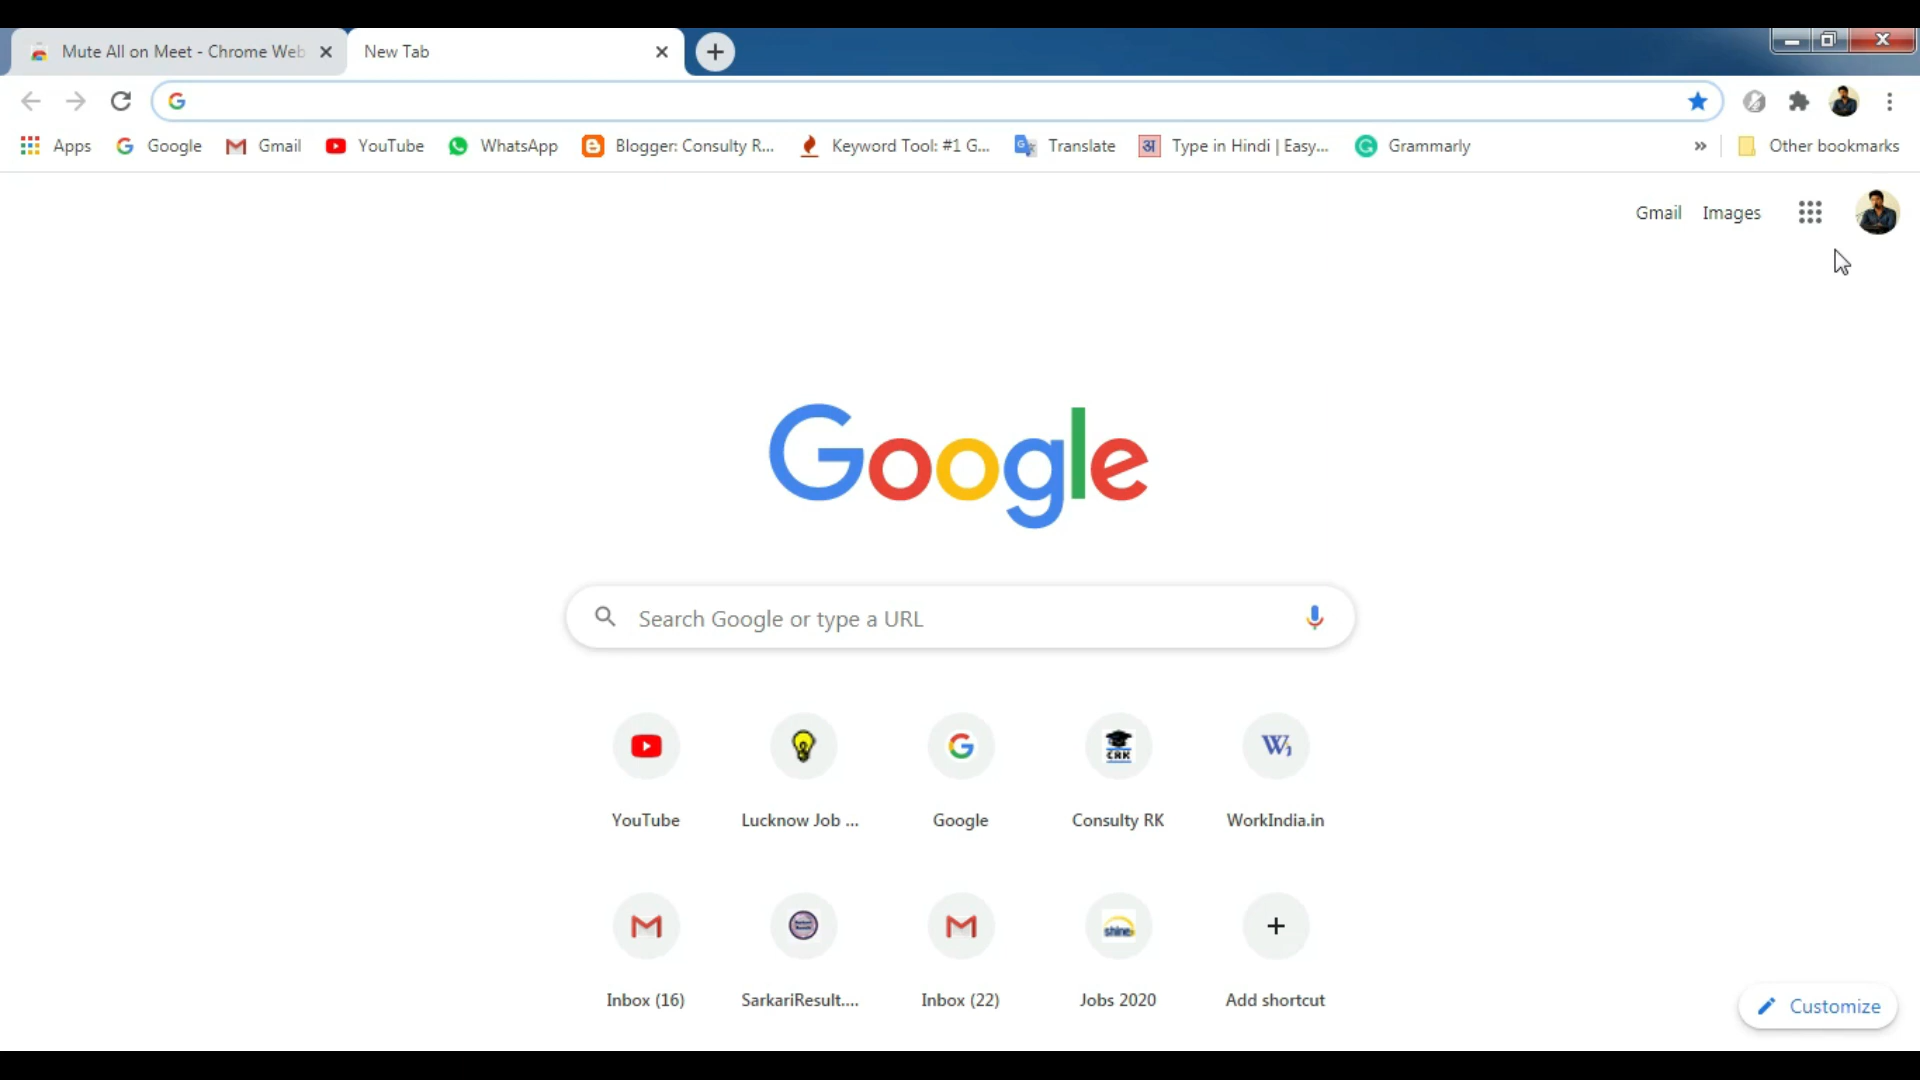 Mute All on Meet - Chrome Web
New Tab
Apps
Google
Gmail
YouTube
WhatsApp
Blogger: Consulty R...
Keyword Tool: #1 G...
Translate
अ
Type in Hindi | Easy...
Grammarly
»
Other bookmarks
Gmail
Images
Google
Search Google or type a URL
CRK
YouTube
Lucknow Job ...
Google
Consulty RK
WorkIndia.in
shine
Inbox (16)
SarkariResult....
Inbox (22)
Jobs 2020
Add shortcut
Customize